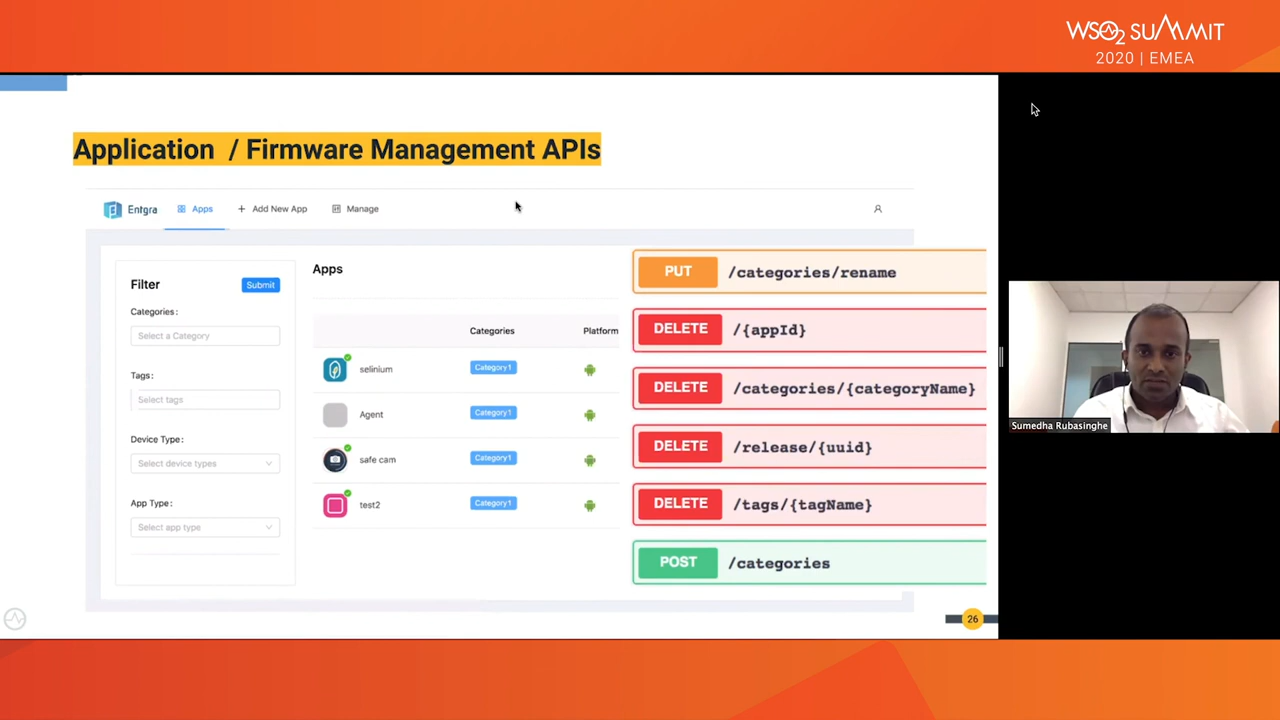 WSO2 SUMMIT
2020 | EMEA
Application / Firmware Management APIs
Entgra
Apps
+ Add New App
Manage
Filter
Submit
Categories :
Select a Category
Tags:
Select tags
Device Type:
Select device types
App Type:
Select app type
Apps
Categories
Platform
selinium
Category1
Agent
Category1
safe cam
Category1
test2
Category1
PUT /categories/rename
DELETE /{appId}
DELETE /categories/{categoryName}
DELETE /release/{uuid}
DELETE /tags/{tagName}
POST /categories
26
Sumedha Rubasinghe